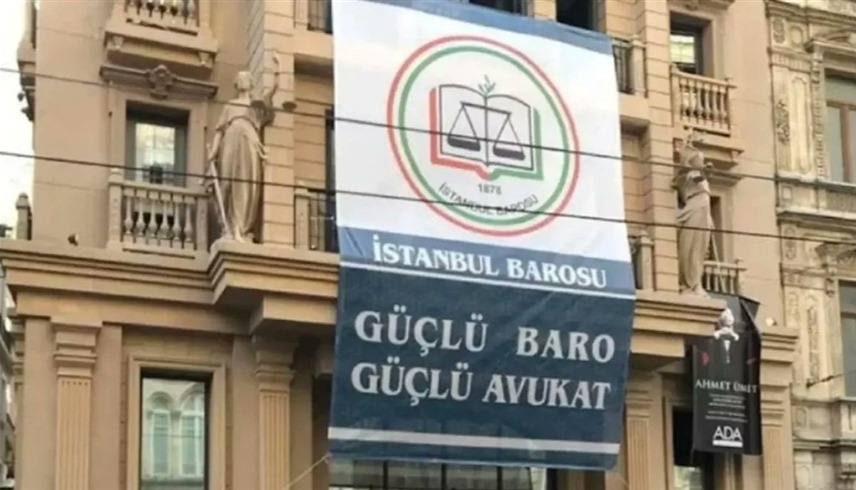 1878
İSTANBUL BAROSU
İSTANBUL BAROSU
GÜÇLÜ BARO
GÜÇLÜ AVUKAT
AHMET ÜMİT
ADA